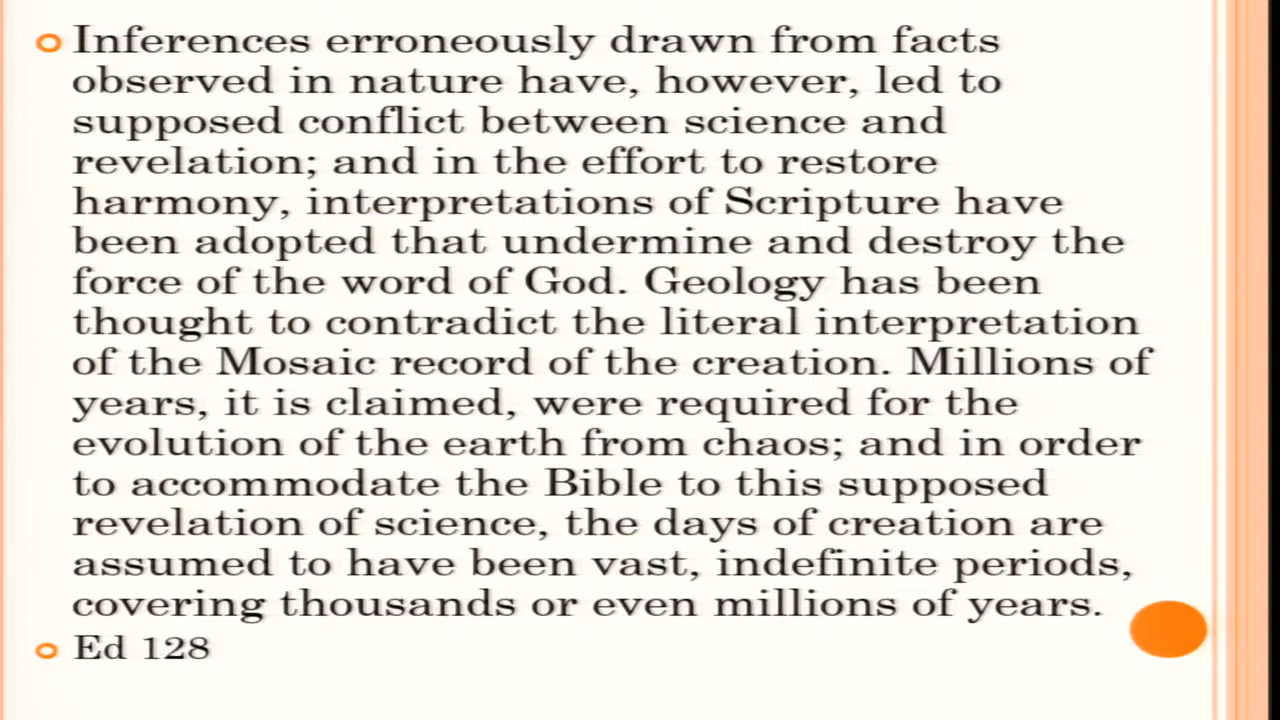 Inferences erroneously drawn from facts
observed in nature have, however, led to
supposed conflict between science and
revelation; and in the effort to restore
harmony, interpretations of Scripture have
been adopted that undermine and destroy the
force of the word of God. Geology has been
thought to contradict the literal interpretation
of the Mosaic record of the creation. Millions of
years, it is claimed, were required for the
evolution of the earth from chaos; and in order
to accommodate the Bible to this supposed
revelation of science, the days of creation are
assumed to have been vast, indefinite periods,
covering thousands or even millions of years.
Ed 128